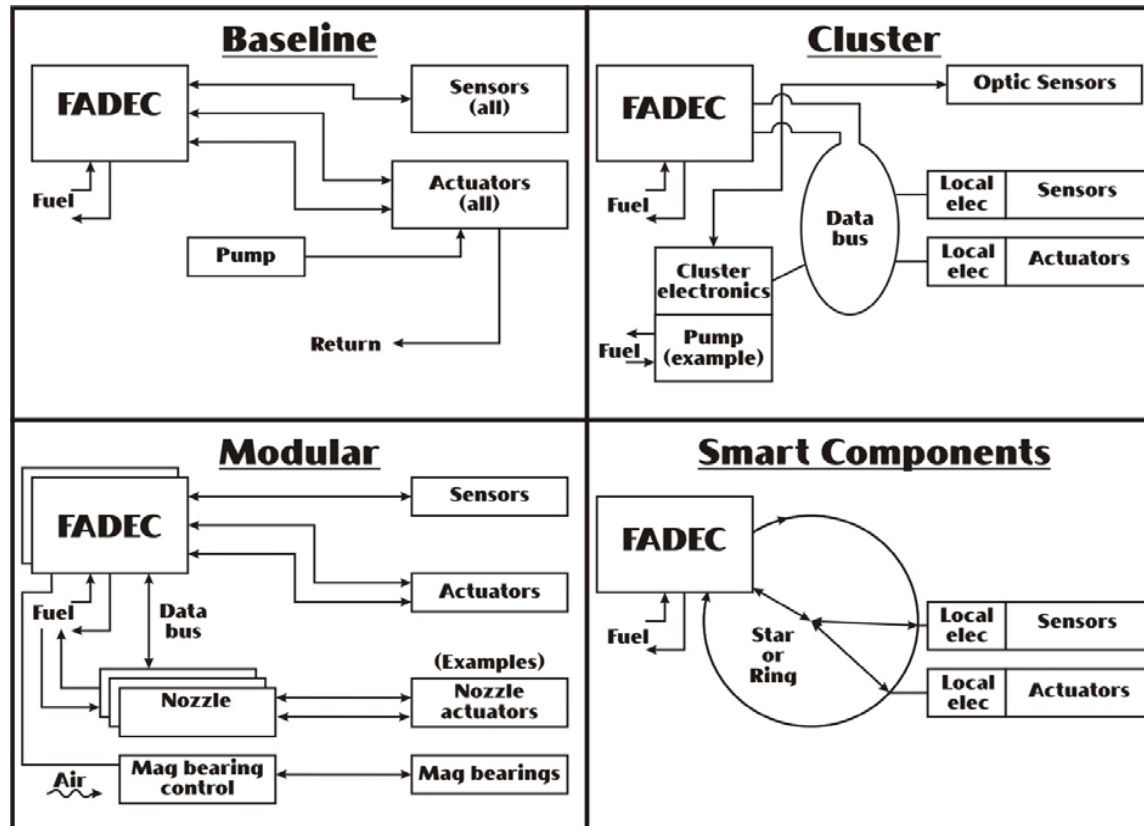 Baseline
FADEC
Sensors
(all)
Fuel
Actuators
(all)
Pump
Return
Cluster
FADEC
Optic Sensors
Fuel
Data
bus
Local
elec
Sensors
Local
elec
Actuators
Cluster
electronics
Pump
(example)
Fuel
Modular
FADEC
Sensors
Actuators
Fuel
Data
bus
(Examples)
Nozzle
Nozzle
actuators
Air
Mag bearing
control
Mag bearings
Smart Components
FADEC
Fuel
Star
or
Ring
Local
elec
Sensors
Local
elec
Actuators